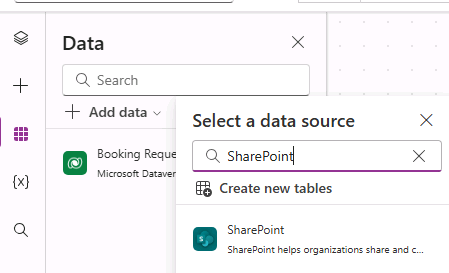 Data
Search
Add data
Booking Reque
Microsoft Dataver
Select a data source
SharePoint
Create new tables
SharePoint
SharePoint helps organizations share and c...
{x}